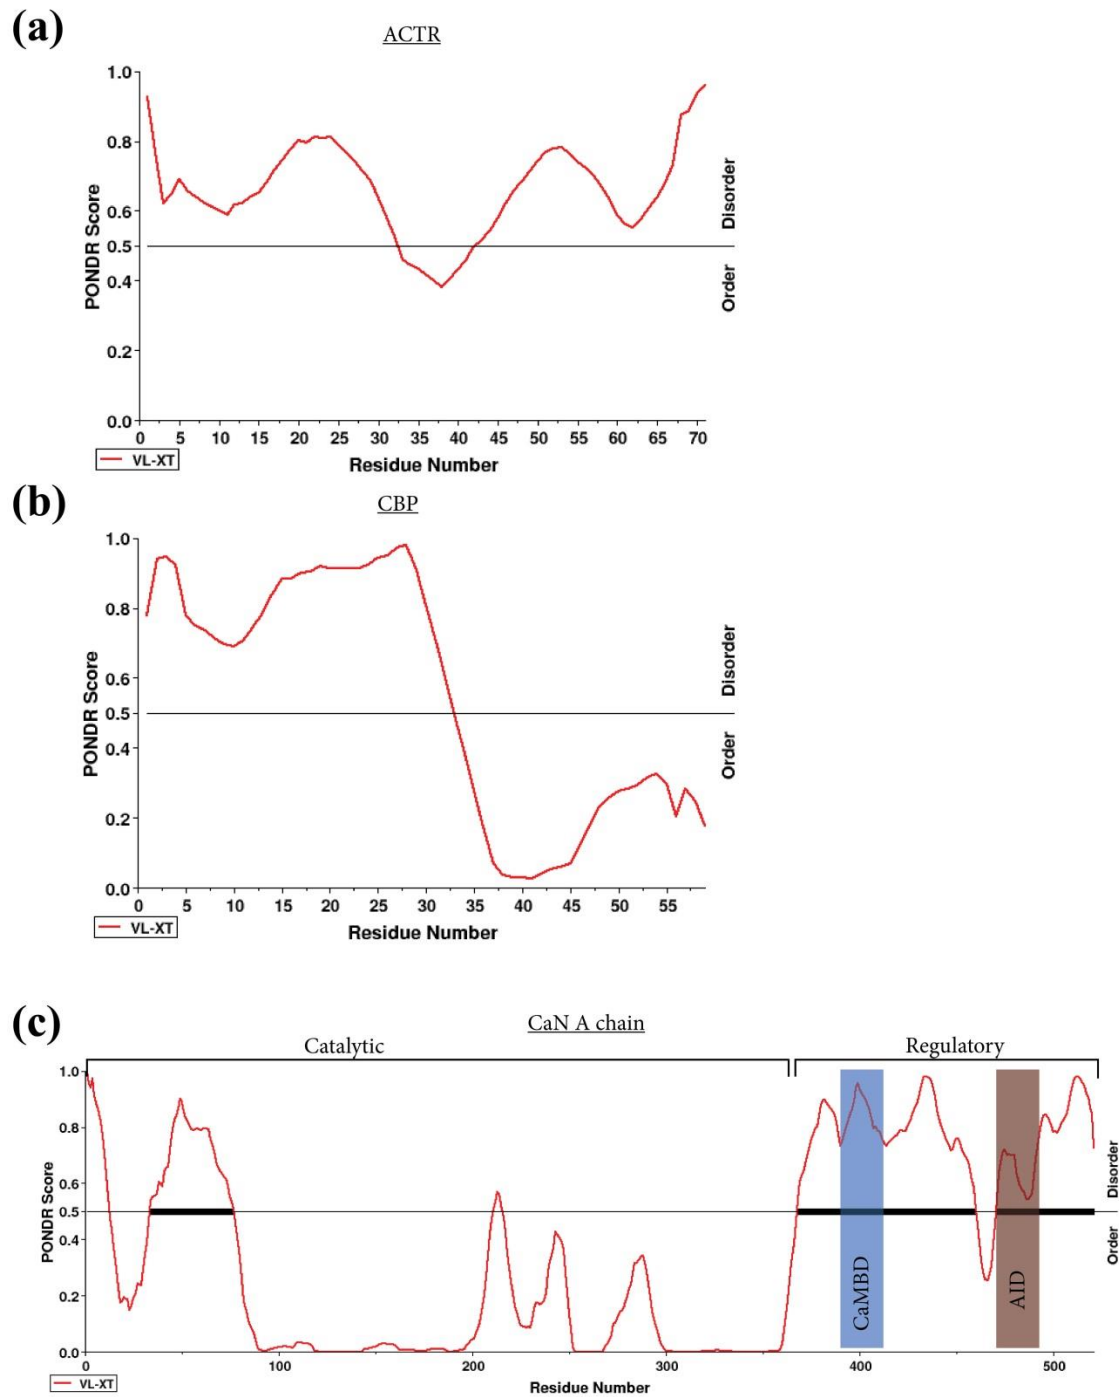 (a)
ACTR
1.0
0.8
0.6
0.5
0.4
0.2
0.0
PONDR Score
Disorder
Order
0 5 10 15 20 25 30 35 40 45 50 55 60 65 70
VL-XT
Residue Number
(b)
CBP
1.0
0.8
0.6
0.5
0.4
0.2
0.0
PONDR Score
Disorder
Order
0 5 10 15 20 25 30 35 40 45 50 55
VL-XT
Residue Number
(c)
CaN A chain
Catalytic
Regulatory
1.0
0.8
0.6
0.5
0.4
0.2
0.0
PONDR Score
CaMBD
AID
Disorder
Order
0 100 200 300 400 500
VL-XT
Residue Number